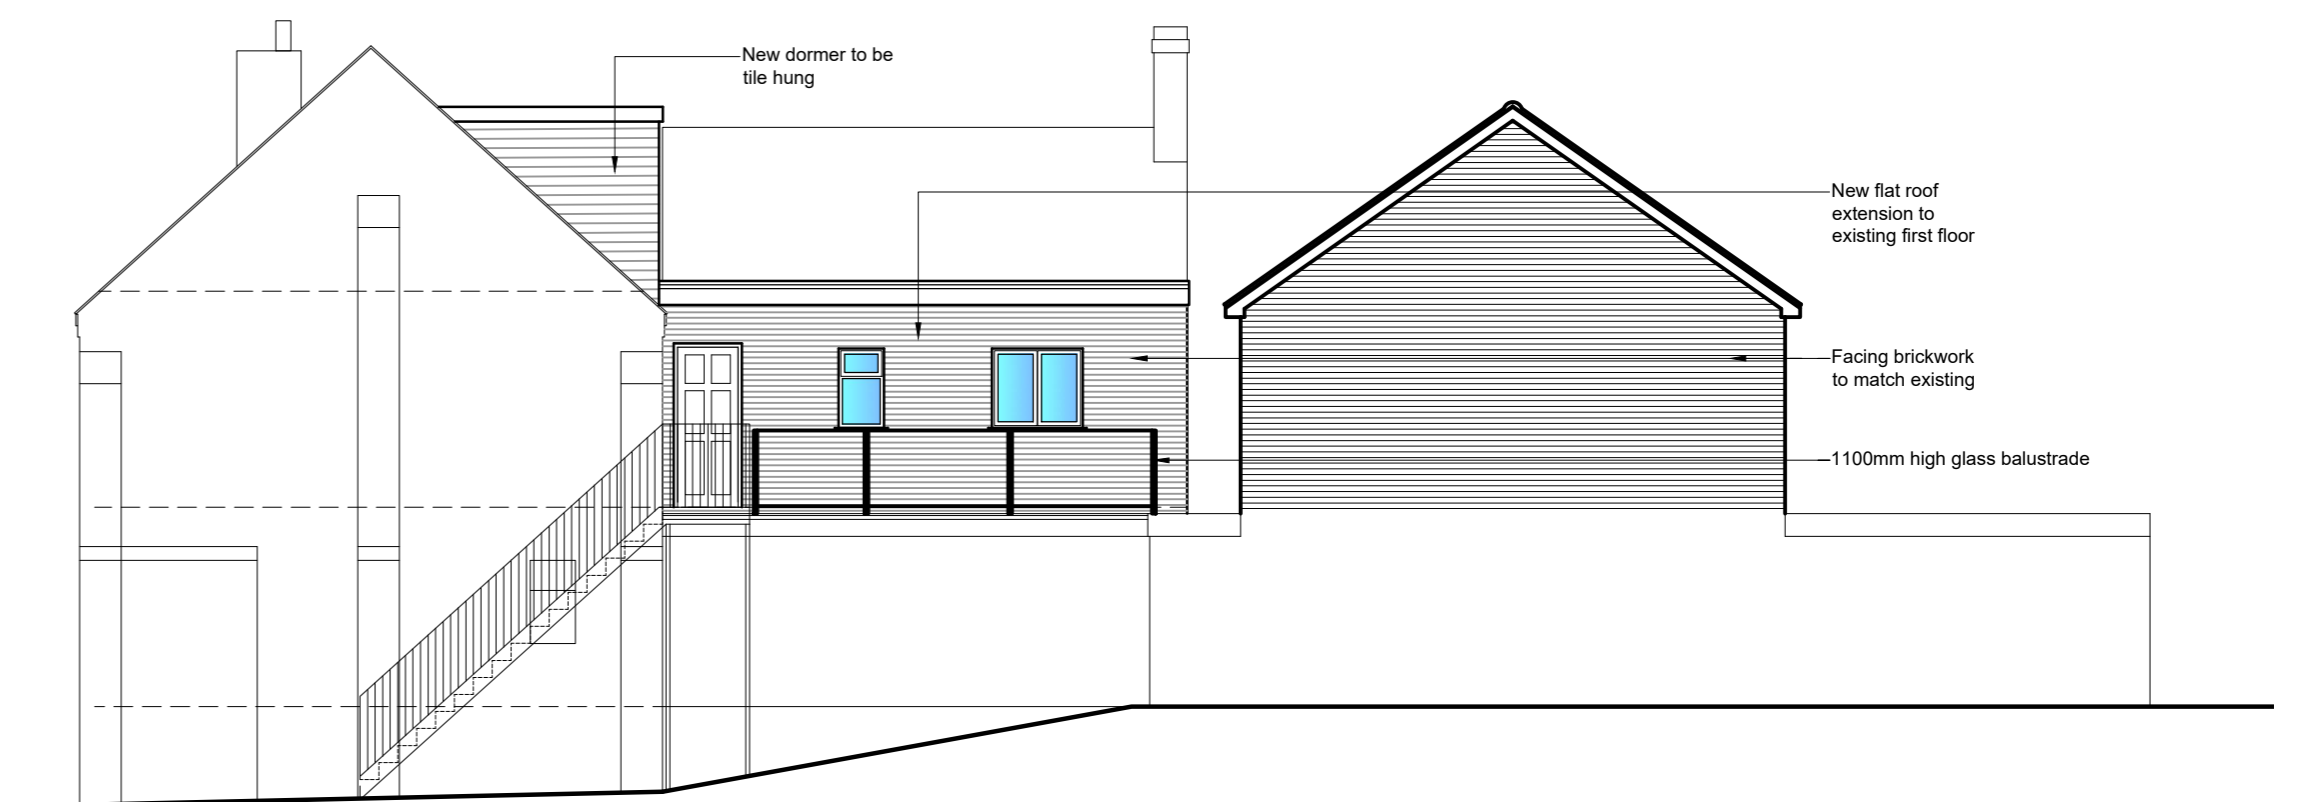 New dormer to be
tile hung
New flat roof
extension to
existing first floor
Facing brickwork
to match existing
1100mm high glass balustrade